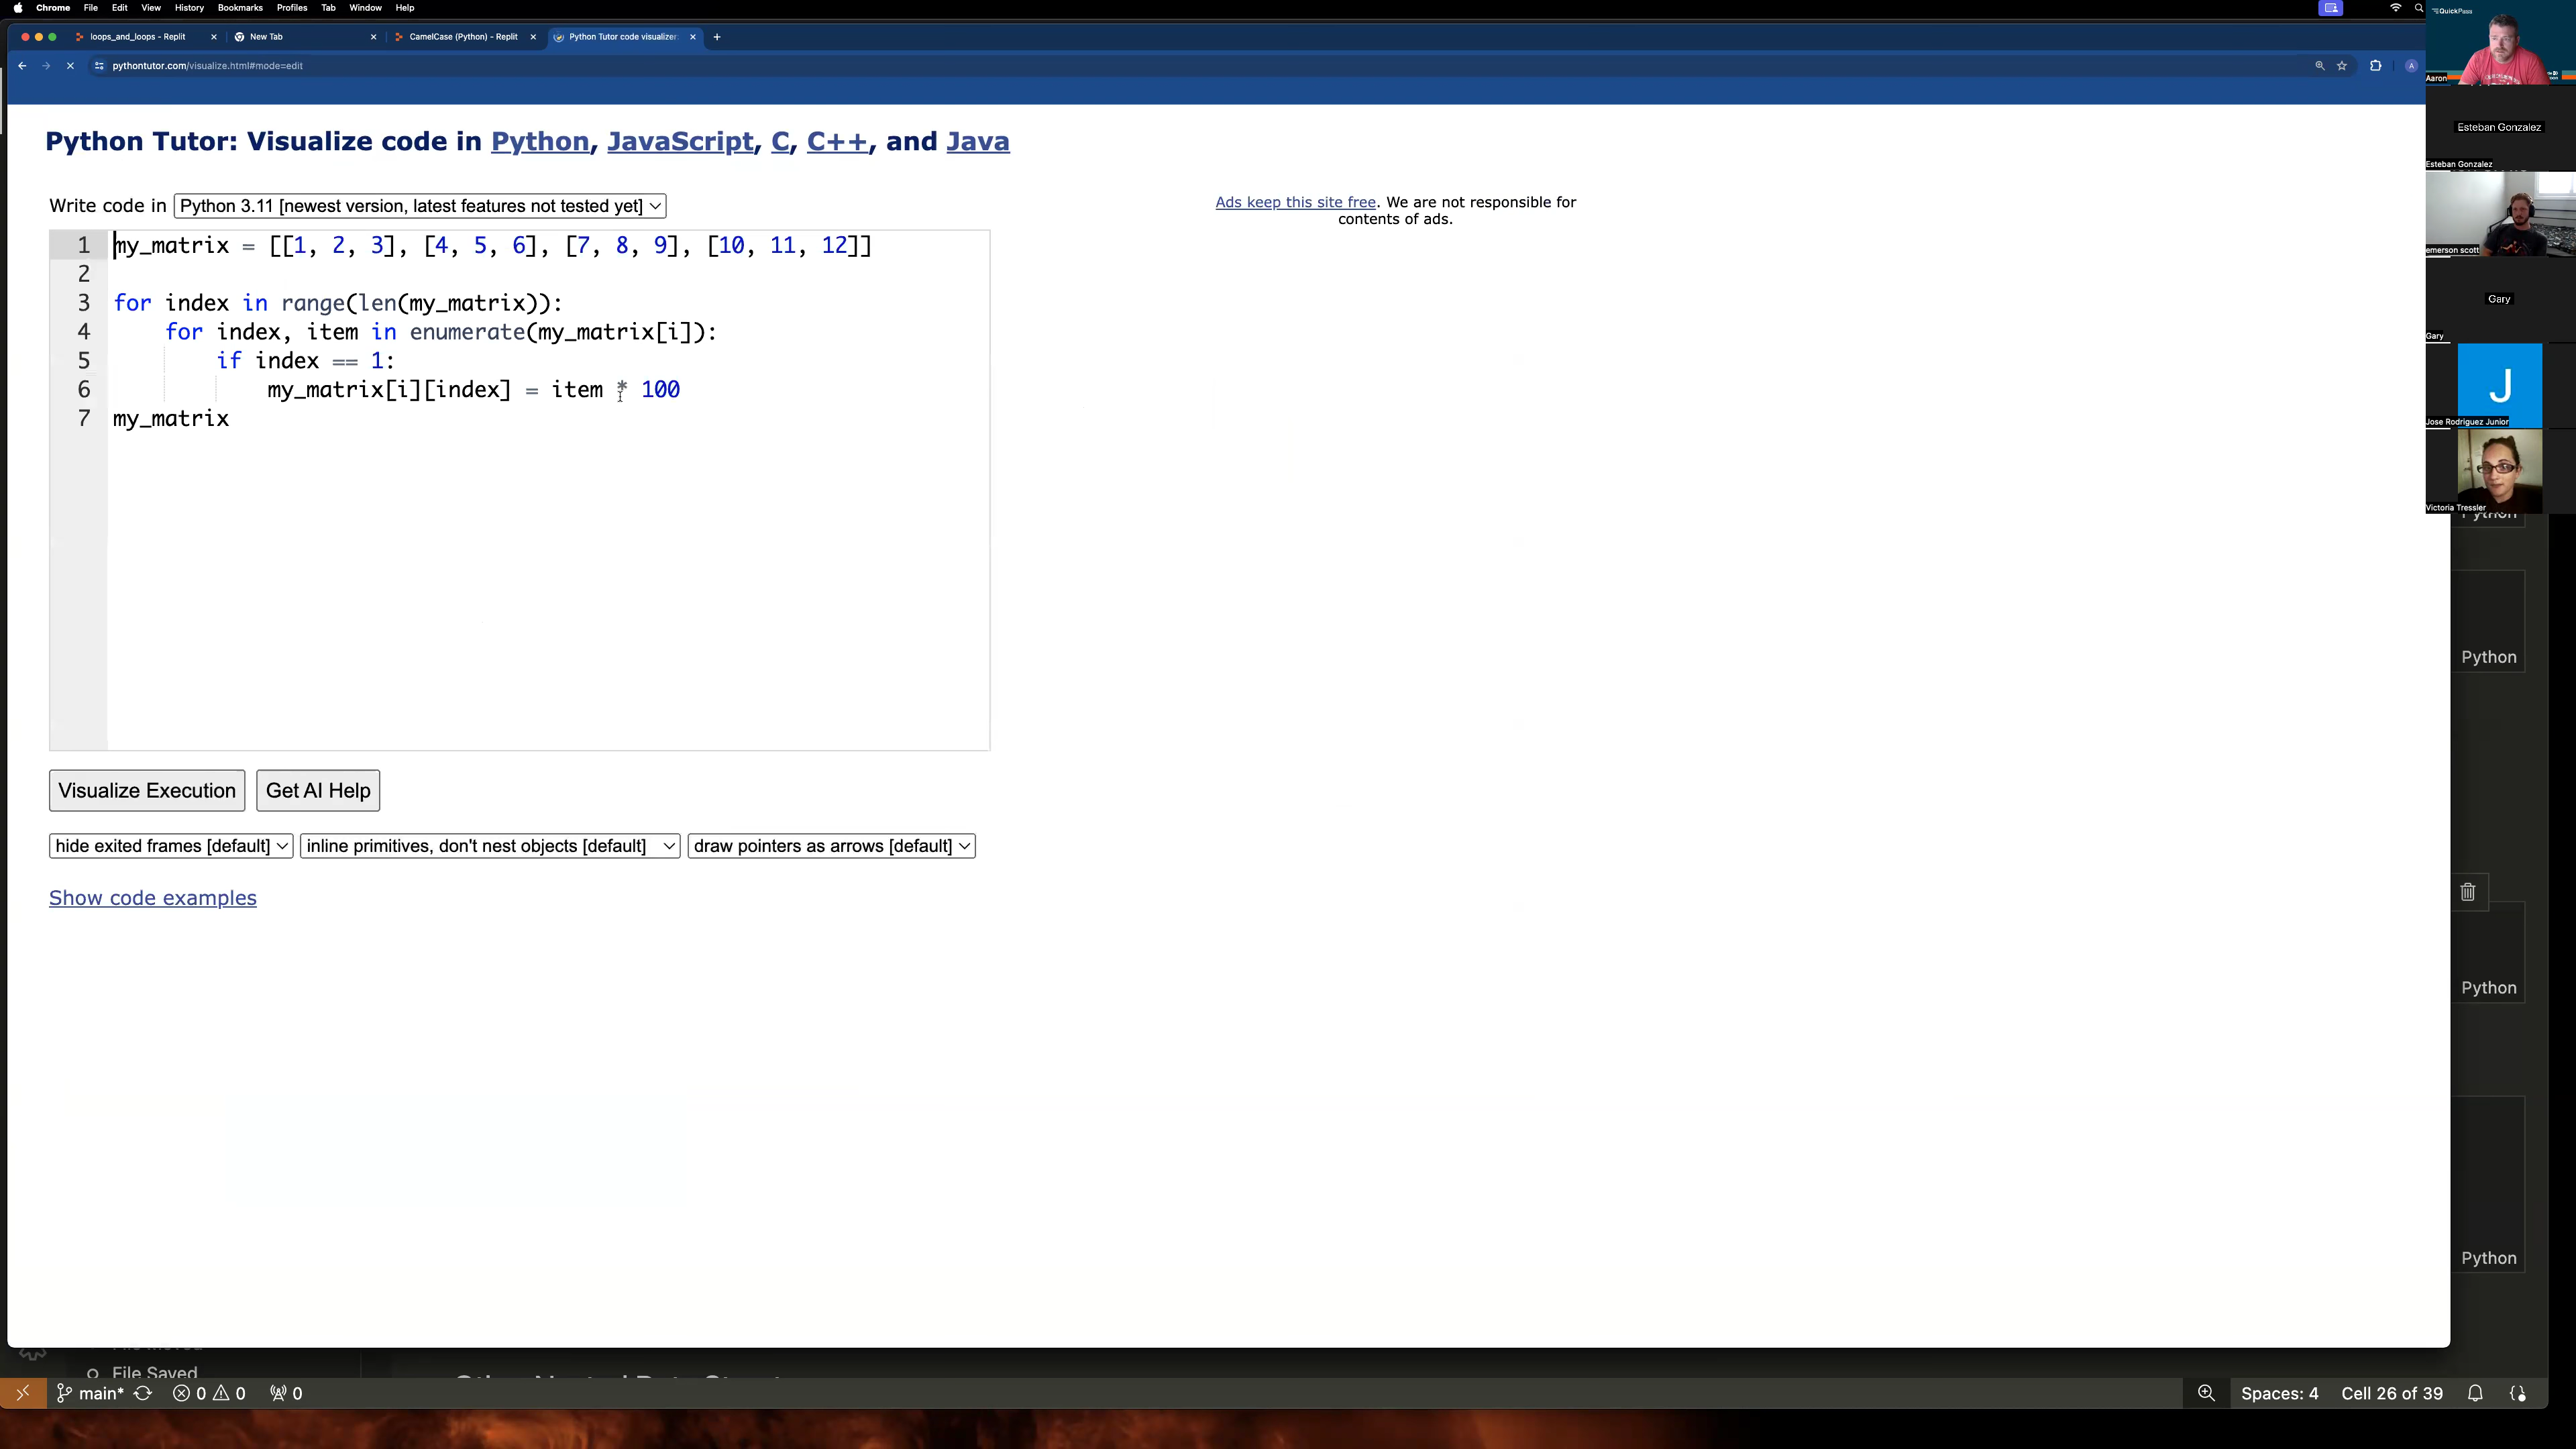 Chrome File Edit View History Bookmarks Profiles Tab Window Help
loops_and_loops - Replit
New Tab
CamelCase (Python) - Replit
Python Tutor code visualizer:
pythontutor.com/visualize.html#mode=edit
A
Python Tutor: Visualize code in Python, JavaScript, C, C++, and Java
Write code in Python 3.11 [newest version, latest features not tested yet]
Ads keep this site free. We are not responsible for
contents of ads.
1 my_matrix = [[1, 2, 3], [4, 5, 6], [7, 8, 9], [10, 11, 12]]
2
3 for index in range(len(my_matrix)):
4 for index, item in enumerate(my_matrix[i]):
5 if index == 1:
6 my_matrix[i][index] = item * 100
7 my_matrix
Visualize Execution Get AI Help
hide exited frames [default] inline primitives, don't nest objects [default] draw pointers as arrows [default]
Show code examples
QuickPass
Aaron
Esteban Gonzalez
Esteban Gonzalez
emerson scott
Gary
Gary
J
Jose Rodriguez Junior
Victoria Tressler
Python
Python
Python
Python
File Saved
main* 0 0 0
Spaces: 4 Cell 26 of 39